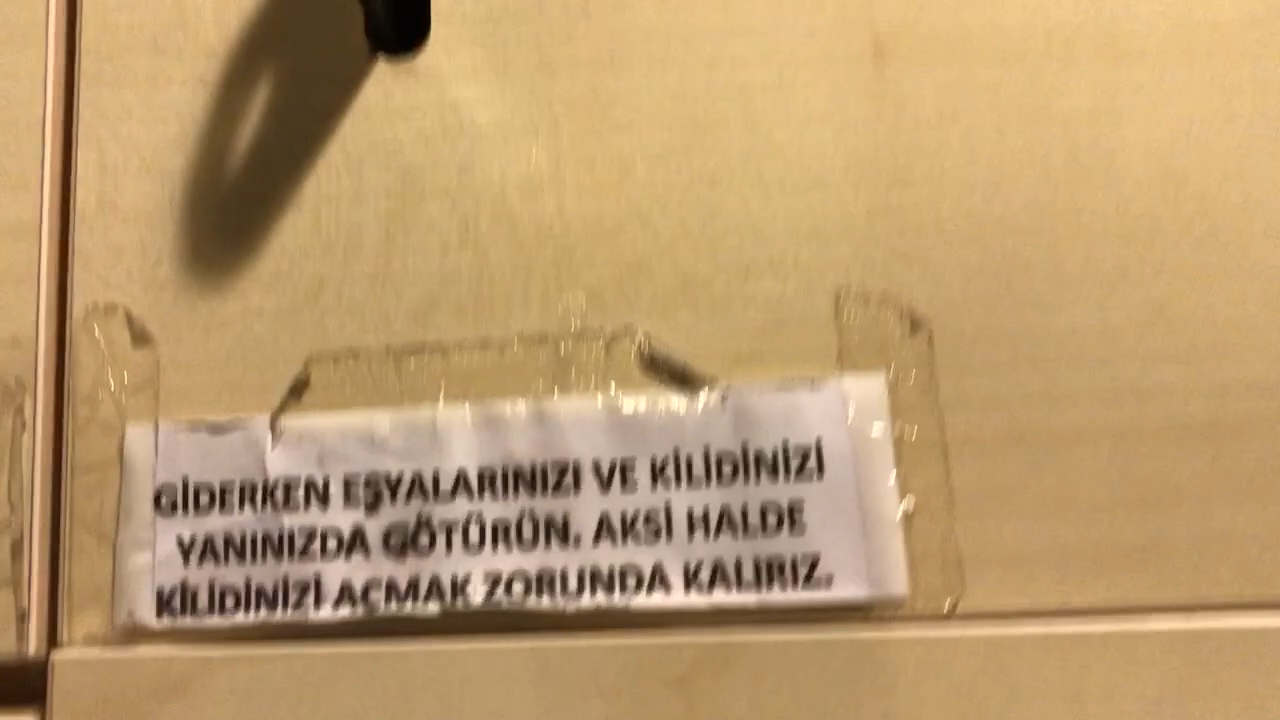 GİDERKEN EŞYALARINIZI VE KİLİDİNİZİ
YANINIZDA GÖTÜRÜN. AKSİ HALDE
KİLİDİNİZİ AÇMAK ZORUNDA KALIRIZ.